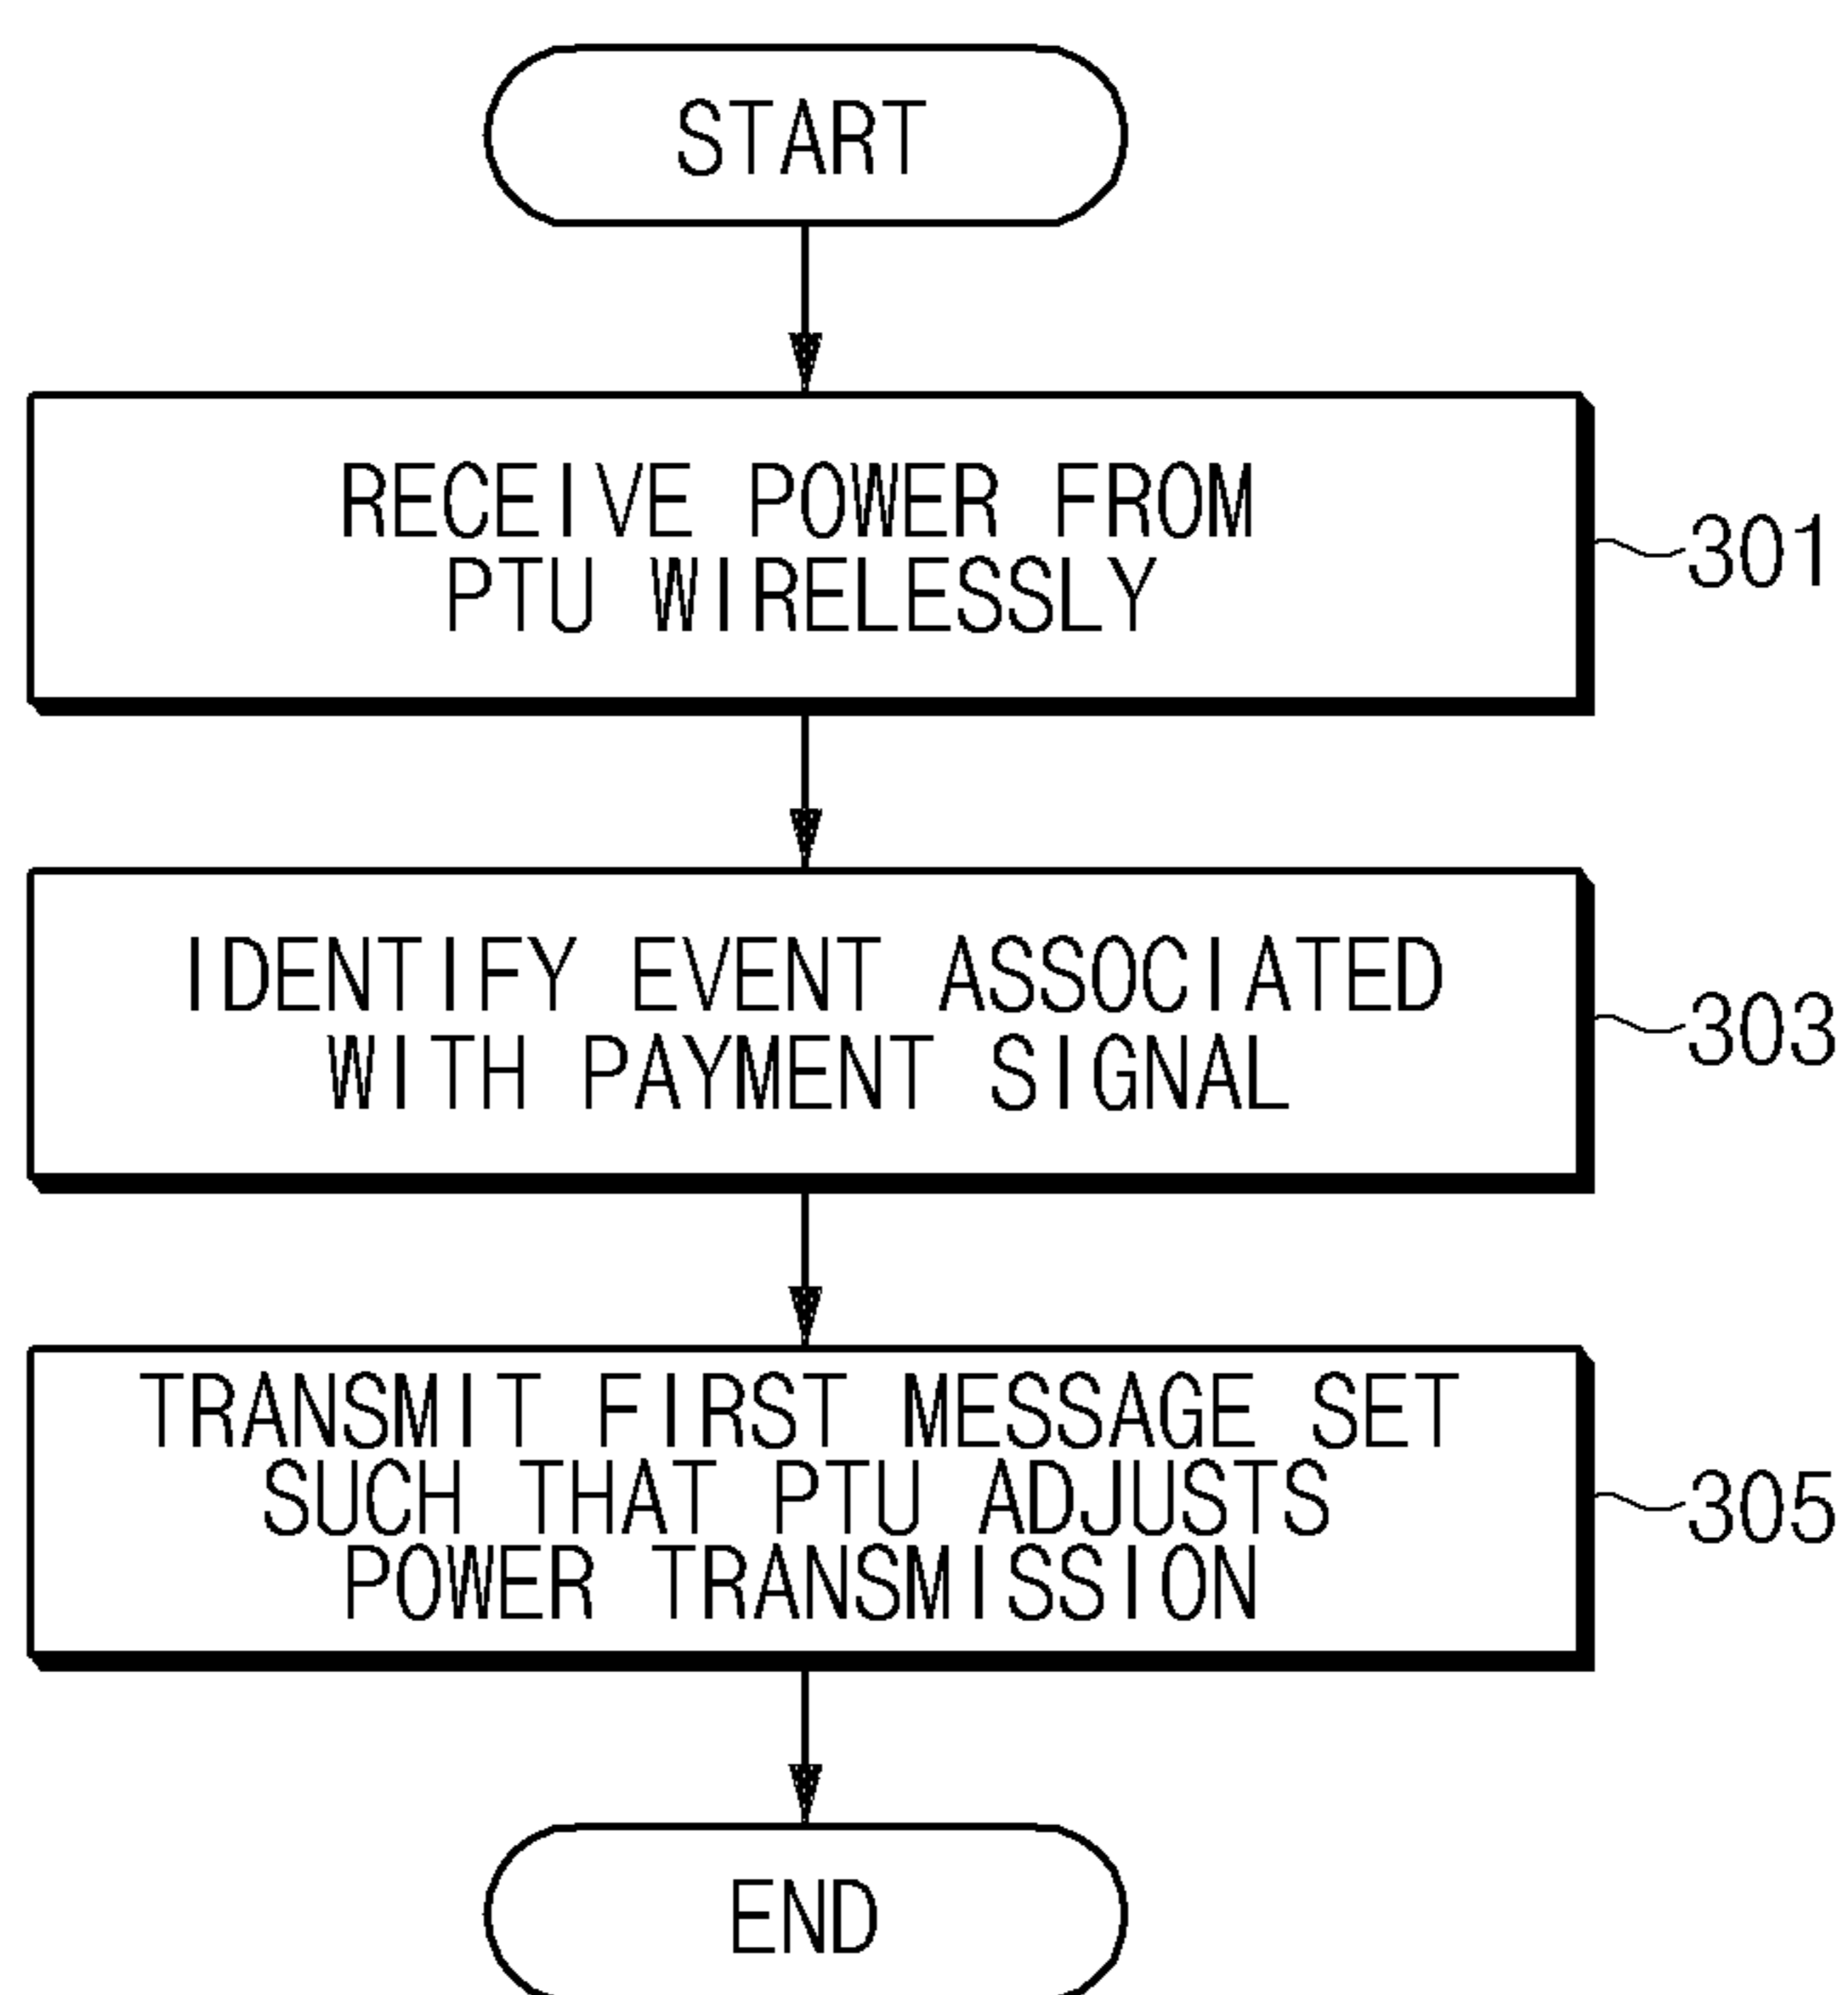 START
RECEIVE POWER FROM
PTU WIRELESSLY
301
IDENTIFY EVENT ASSOCIATED
WITH PAYMENT SIGNAL
303
TRANSMIT FIRST MESSAGE SET
SUCH THAT PTU ADJUSTS
POWER TRANSMISSION
305
END